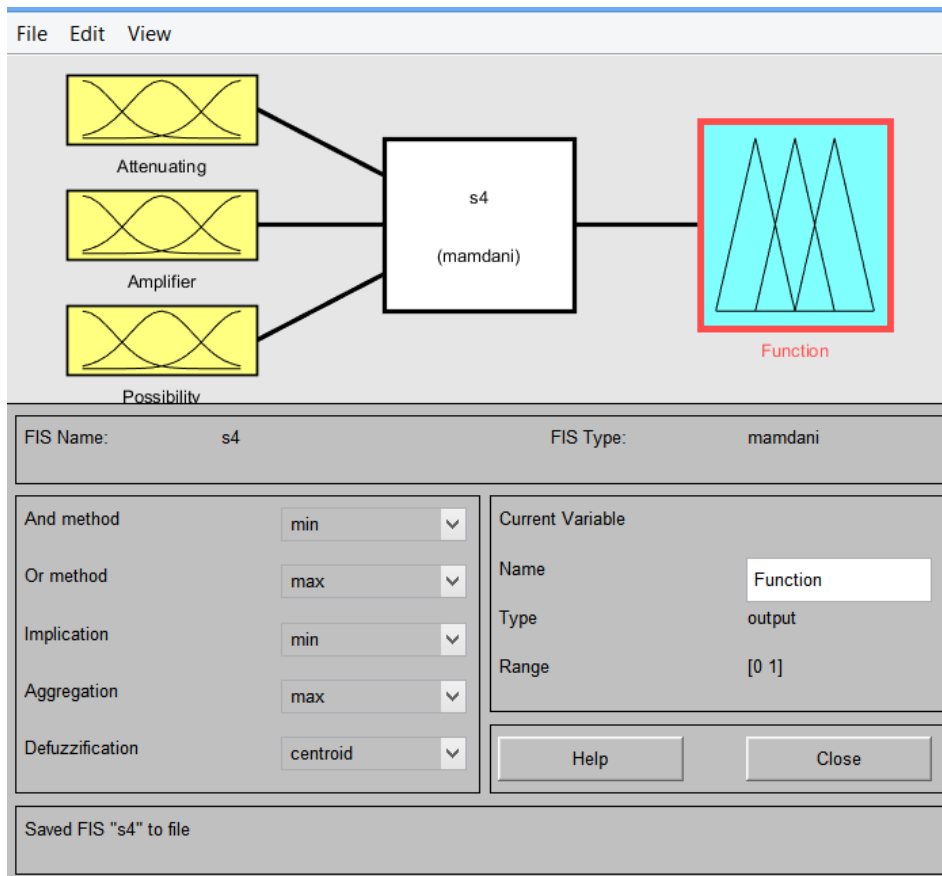 File Edit View
Attenuating
Amplifier
Possibility
s4
(mamdani)
Function
FIS Name: s4 FIS Type: mamdani
And method min
Or method max
Implication min
Aggregation max
Defuzzification centroid
Current Variable
Name Function
Type output
Range [0 1]
Help Close
Saved FIS "s4" to file